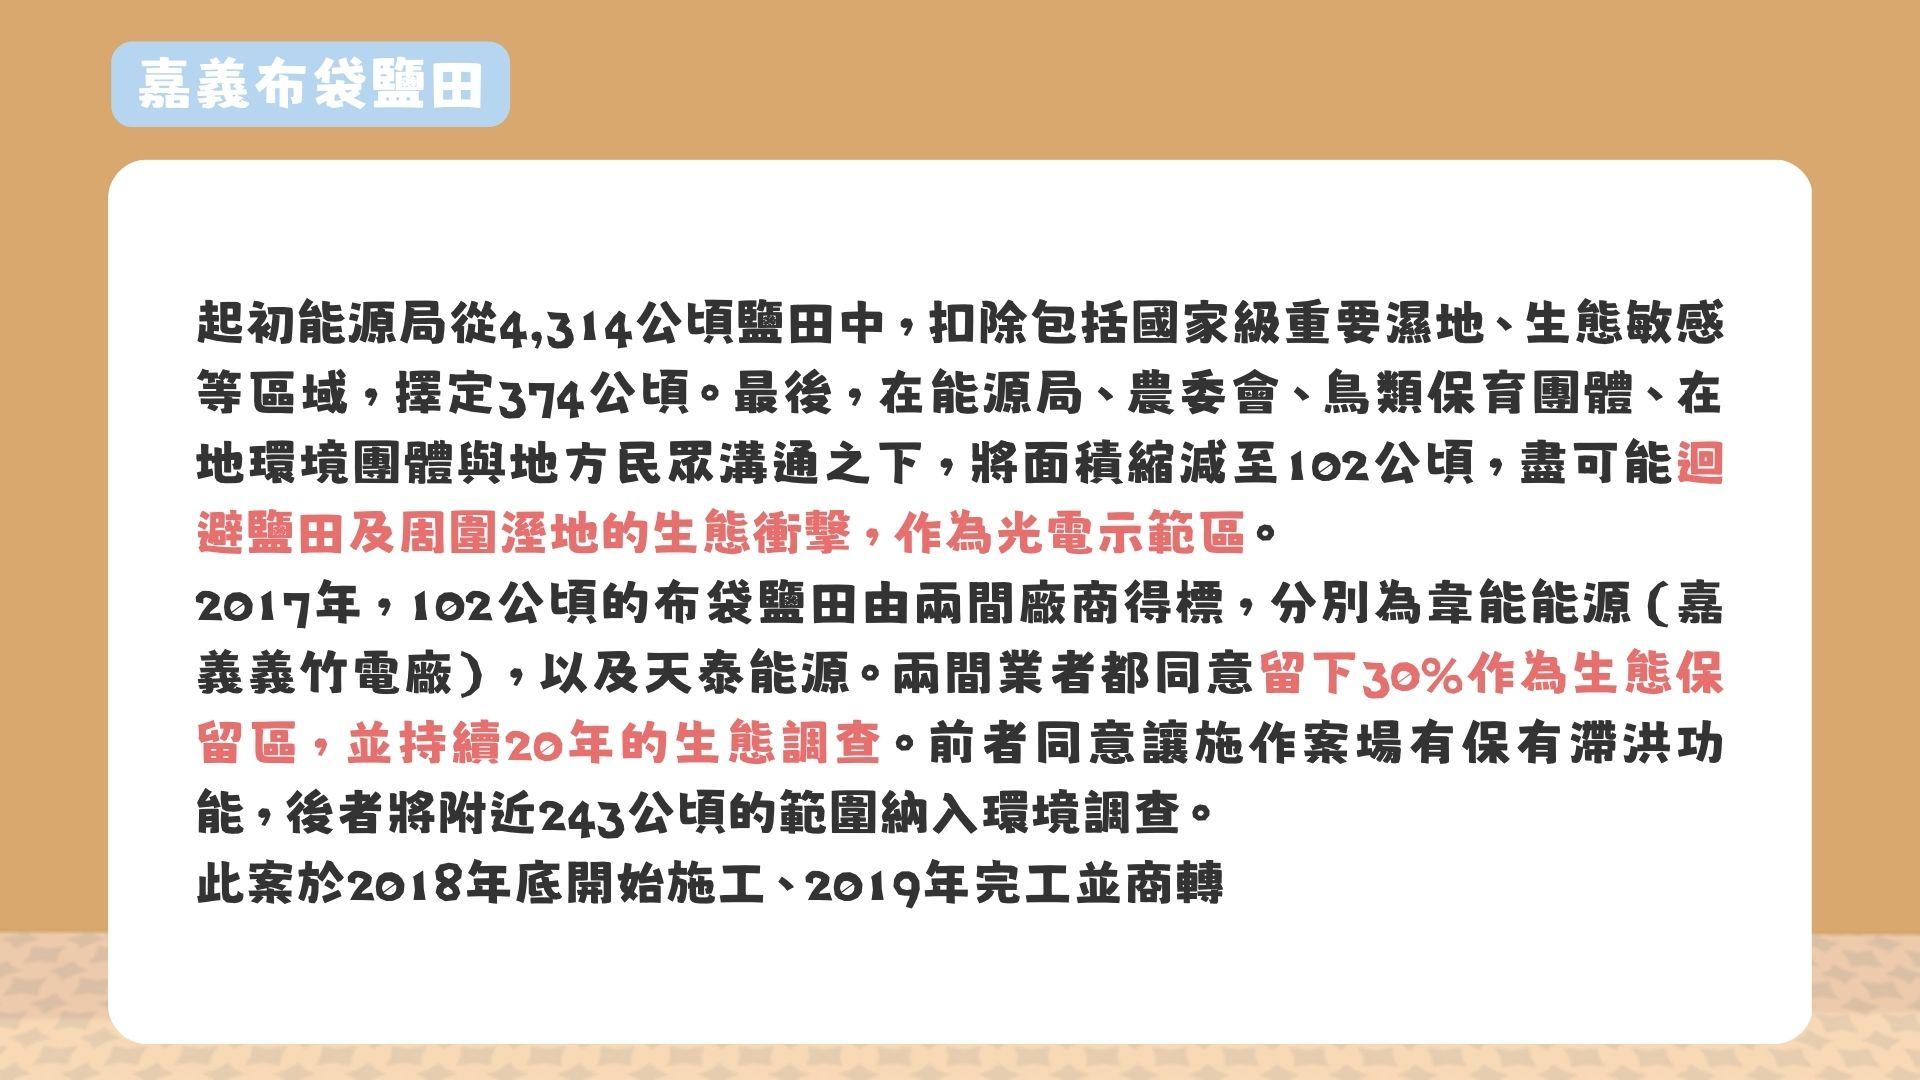 嘉義布袋鹽田
起初能源局從4,314公頃鹽田中，扣除包括國家級重要濕地、生態敏感
等區域，擇定374公頃。最後，在能源局、農委會、鳥類保育團體、在
地環境團體與地方民眾溝通之下，將面積縮減至102公頃，盡可能迴
避鹽田及周圍溼地的生態衝擊，作為光電示範區。
2017年，102公頃的布袋鹽田由兩間廠商得標，分別為韋能能源（嘉
義義竹電廠），以及天泰能源。兩間業者都同意留下30%作為生態保
留區，並持續20年的生態調查。前者同意讓施作案場有保有滯洪功
能，後者將附近243公頃的範圍納入環境調查。
此案於2018年底開始施工、2019年完工並商轉